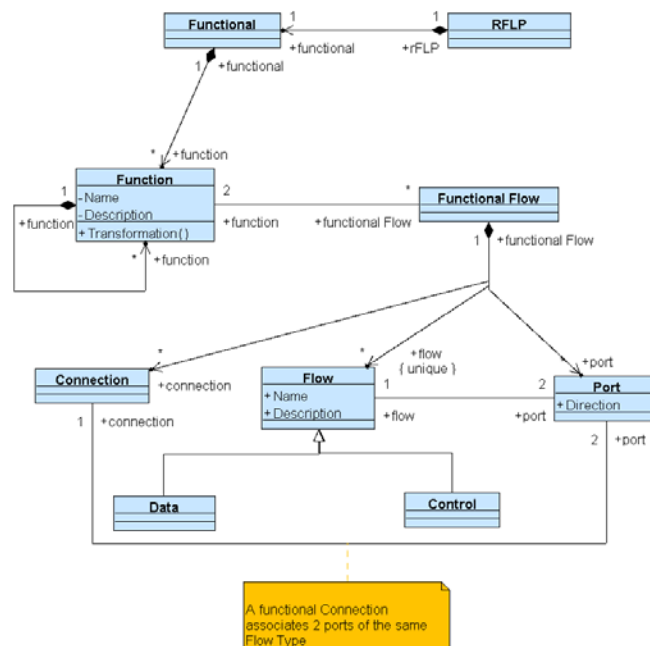 Functional
1
+functional
1
+rFLP
RFLP
1
+functional
*
+function
Function
- Name
- Description
+ Transformation( )
1
+function
*
+function
2
+function
*
+functional Flow
Functional Flow
1
+functional Flow
*
+connection
Connection
1
+connection
*
+flow
{ unique }
Flow
+ Name
+ Description
1
+flow
2
+port
+port
Port
+ Direction
2
+port
Data
Control
A functional Connection
associates 2 ports of the same
Flow Type